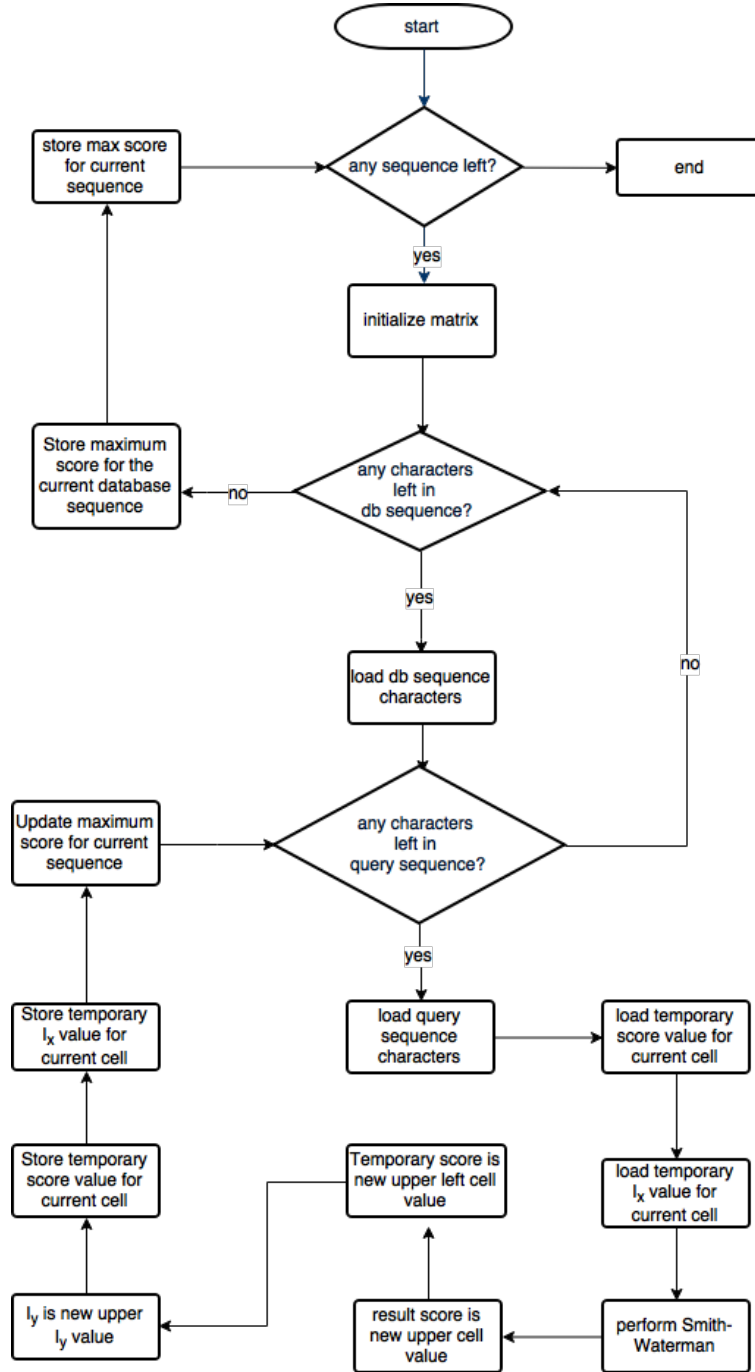 start
store max score
for current
sequence
any sequence left?
end
yes
initialize matrix
Store maximum
score for the
current database
sequence
no
any characters
left in
db sequence?
yes
load db sequence
characters
no
Update maximum
score for current
sequence
any characters
left in
query sequence?
yes
Store temporary
Ix value for
current cell
load query
sequence
characters
load temporary
score value for
current cell
Store temporary
score value for
current cell
Temporary score is
new upper left cell
value
load temporary
Ix value for
current cell
Iy is new upper
Iy value
result score is
new upper cell
value
perform Smith-
Waterman